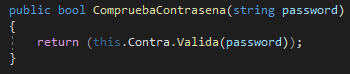 public bool CompruebaContrasena(string password)
{
    return (this.Contra.Valida(password));
}